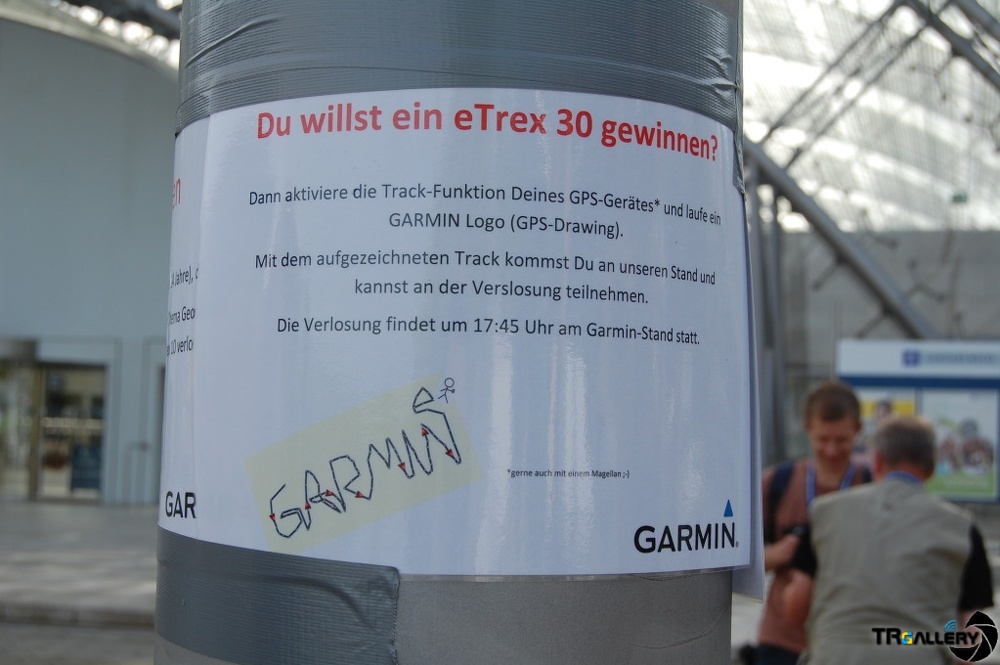 Du willst ein eTrex 30 gewinnen?
Dann aktiviere die Track-Funktion Deines GPS-Gerätes* und laufe ein
GARMIN Logo (GPS-Drawing).
Mit dem aufgezeichneten Track kommst Du an unseren Stand und
kannst an der Verslosung teilnehmen.
Die Verlosung findet um 17:45 Uhr am Garmin-Stand statt.
GARMIN
*gerne auch mit einem Magellan ;-)
GARMIN
GAR
TRGALLERY